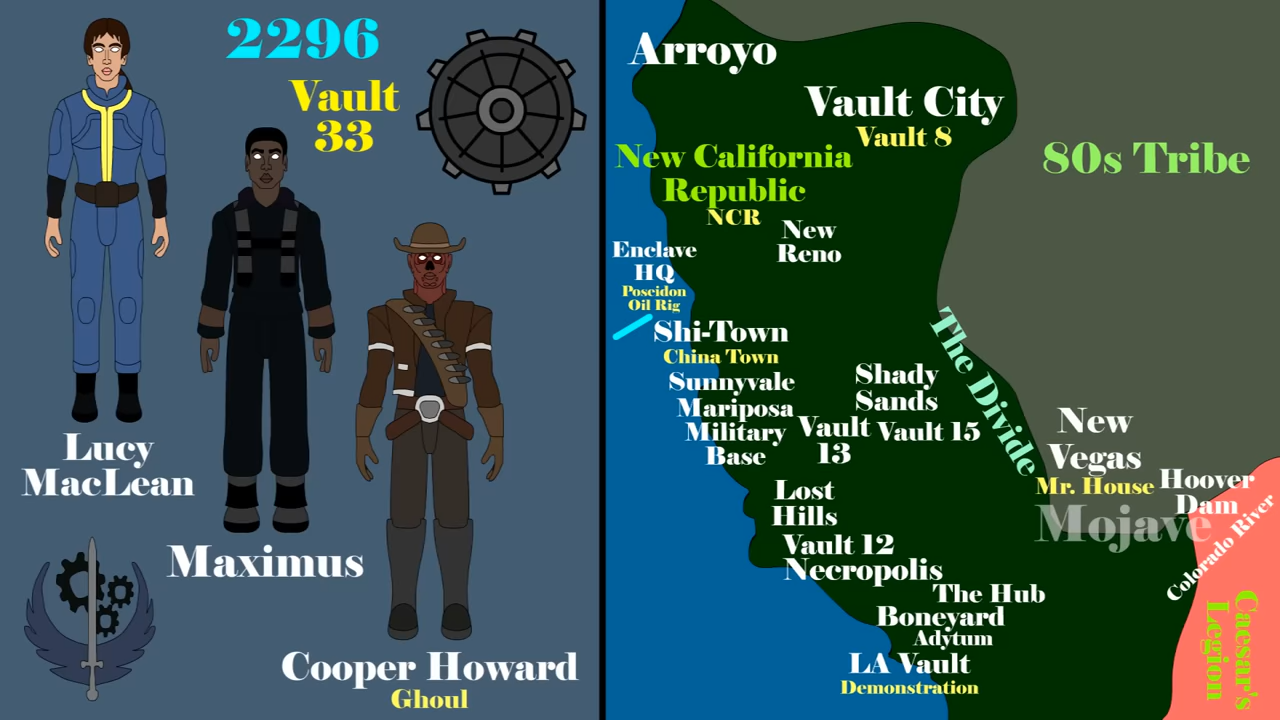 2296
Vault
33
Lucy
MacLean
Maximus
Cooper Howard
Ghoul
Arroyo
Vault City
Vault 8
80s Tribe
New California
Republic
NCR
New
Reno
Enclave
HQ
Poseidon
Oil Rig
Shi-Town
China Town
The Divide
Sunnyvale
Shady
Sands
Mariposa
Military
Base
Vault
13
Vault 15
New
Vegas
Mr. House
Hoover
Dam
Mojave
Colorado River
Lost
Hills
Vault 12
Necropolis
The Hub
Boneyard
Adytum
LA Vault
Demonstration
Caesar's
Legion